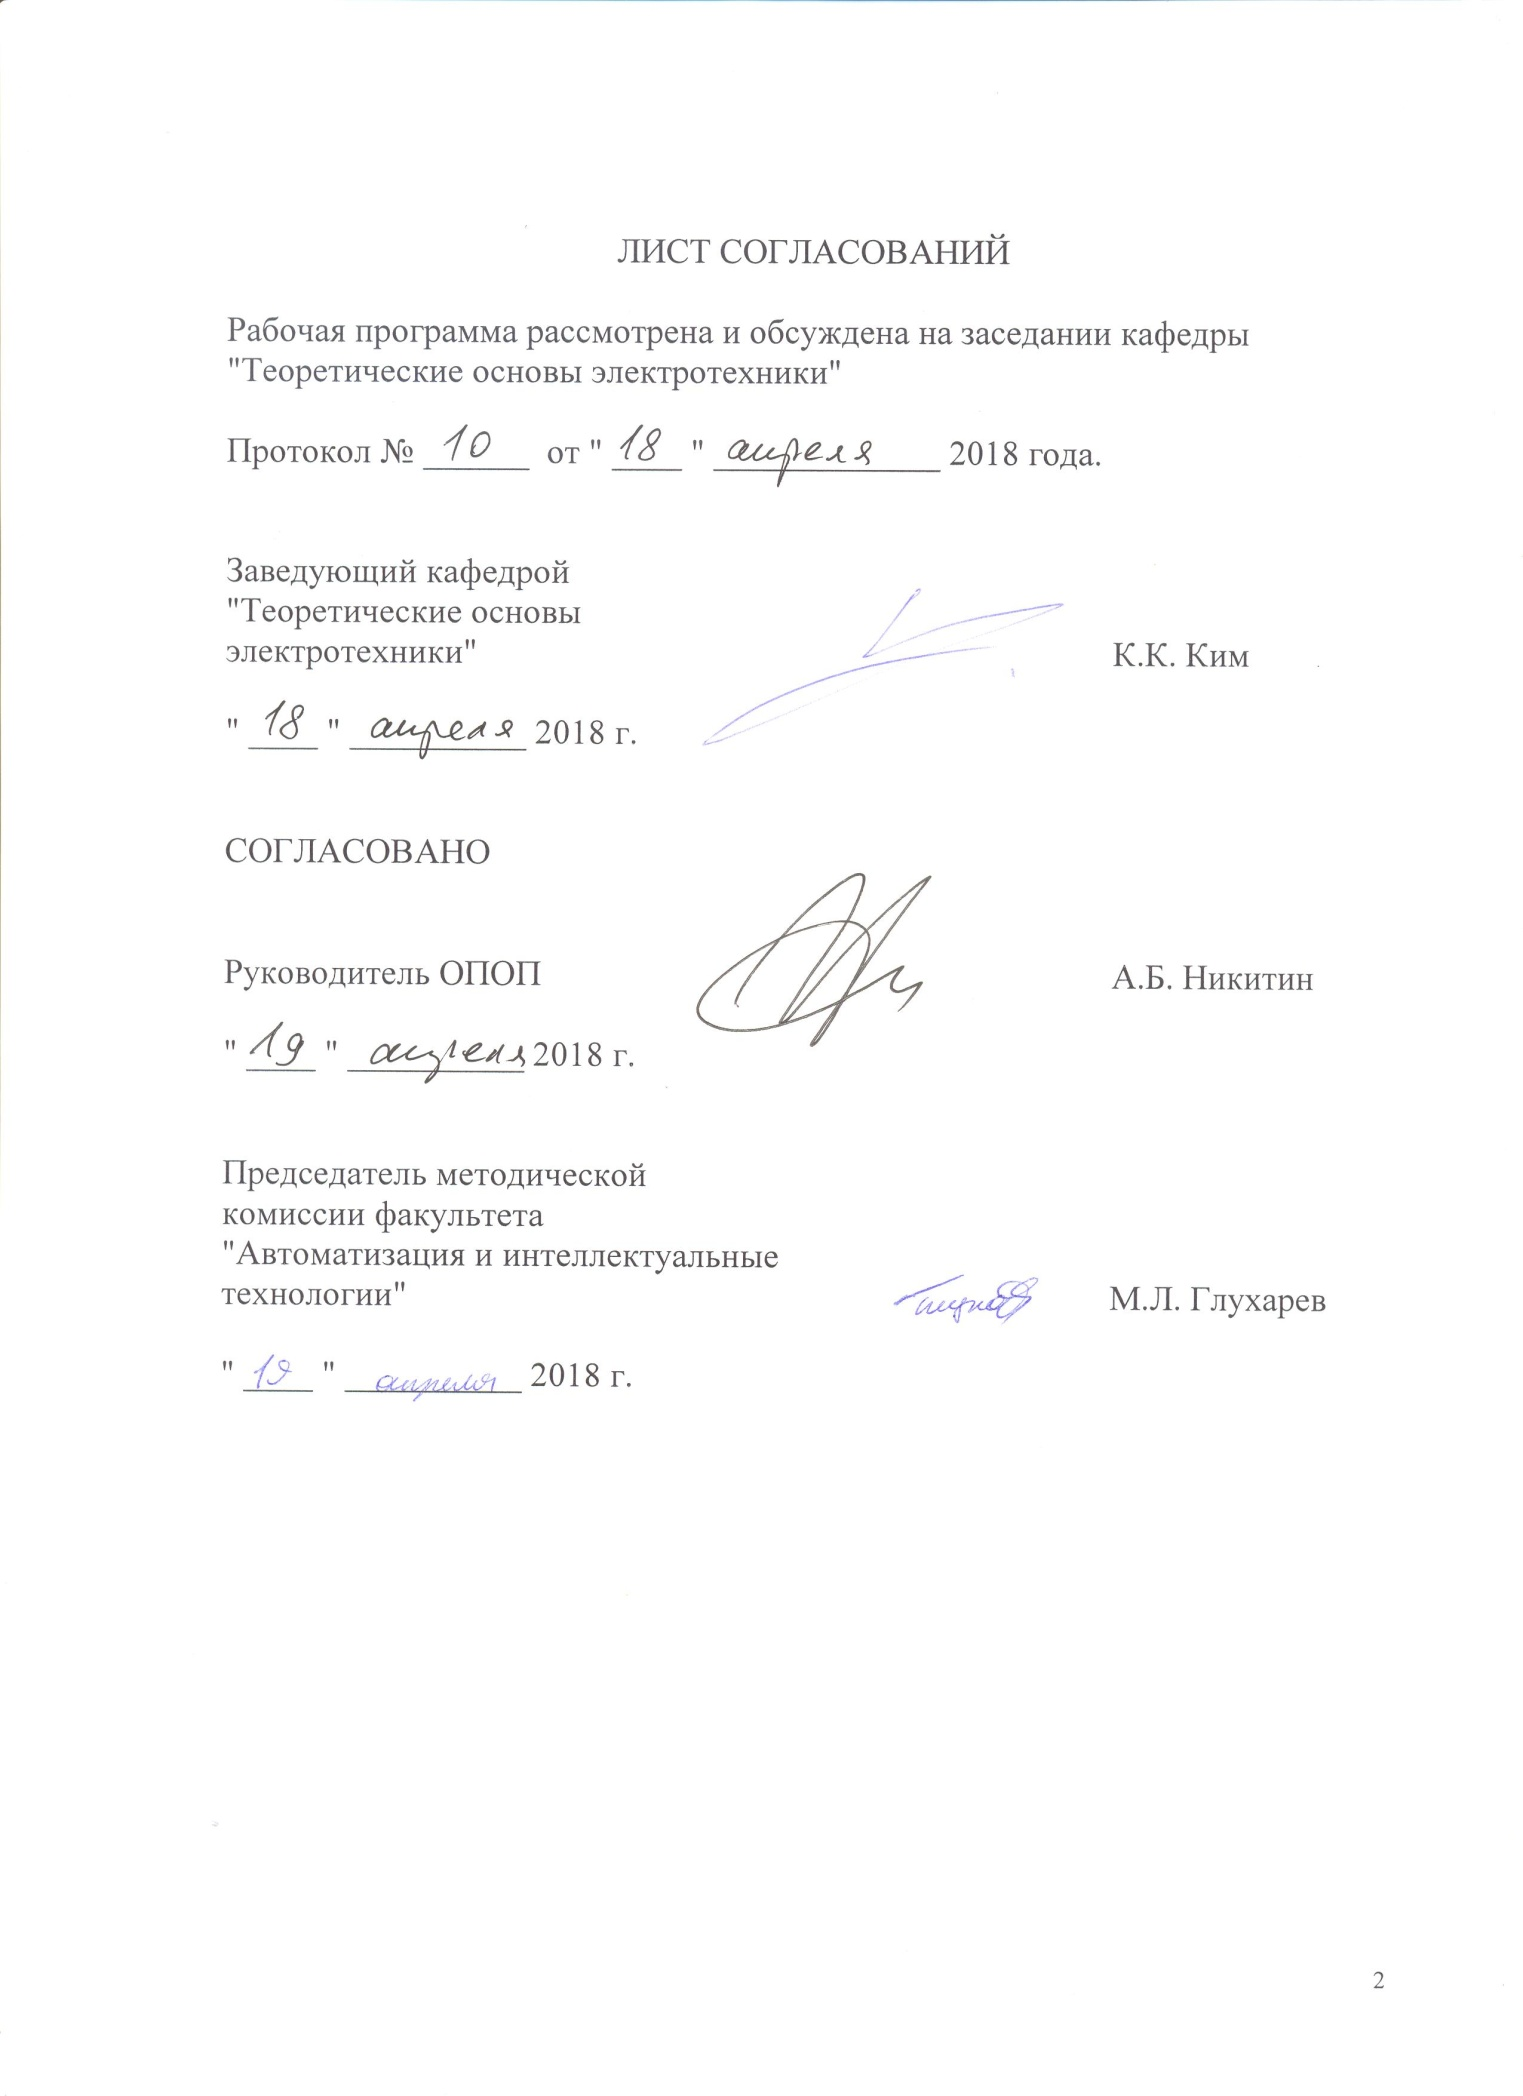 ЛИСТ СОГЛАСОВАНИЙ
Рабочая программа рассмотрена и обсуждена на заседании кафедры
"Теоретические основы электротехники"
Протокол № 10 от " 18 " апреля 2018 года.
Заведующий кафедрой
"Теоретические основы
электротехники" К.К. Ким
" 18 " апреля 2018 г.
СОГЛАСОВАНО
Руководитель ОПОП А.Б. Никитин
" 19 " апреля 2018 г.
Председатель методической
комиссии факультета
"Автоматизация и интеллектуальные
технологии" М.Л. Глухарев
" 19 " апреля 2018 г.
2